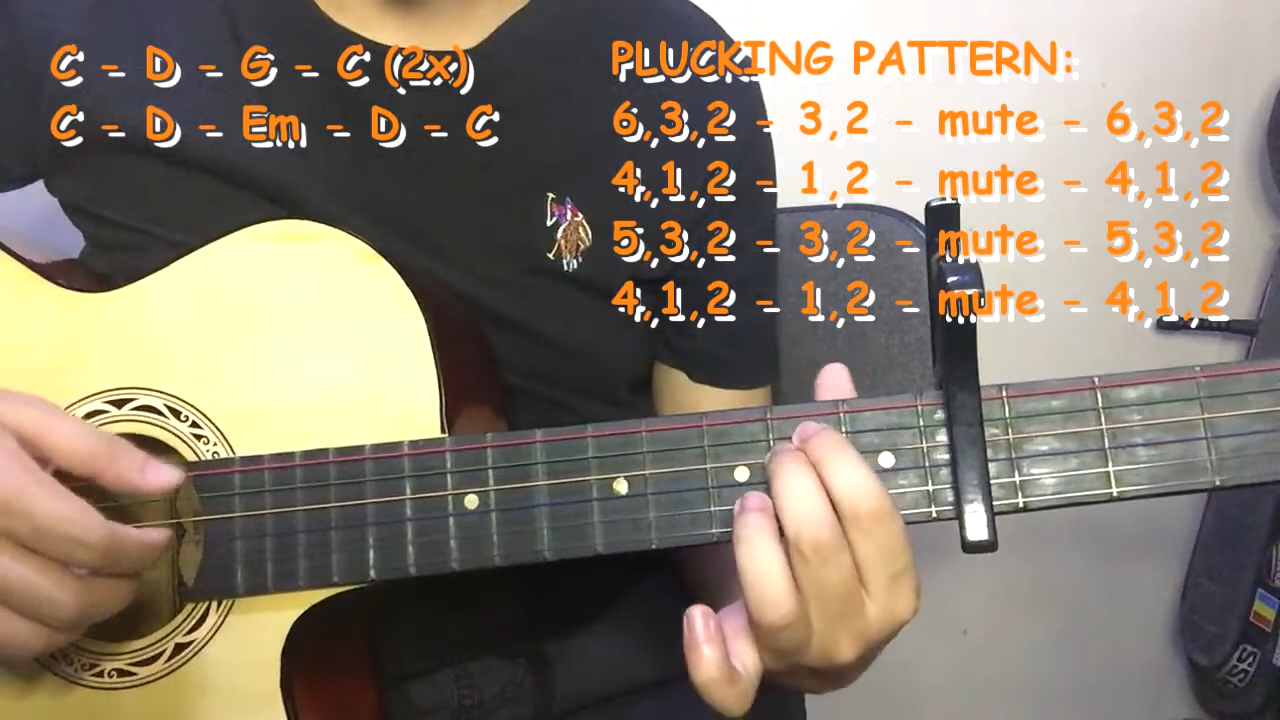 C - D - G - C (2x)
C - D - Em - D - C
PLUCKING PATTERN:
6,3,2 - 3,2 - mute - 6,3,2
4,1,2 - 1,2 - mute - 4,1,2
5,3,2 - 3,2 - mute - 5,3,2
4,1,2 - 1,2 - mute - 4,1,2